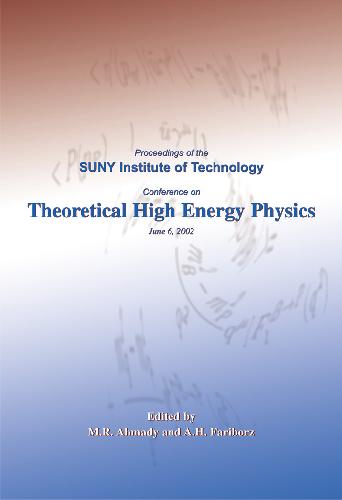 Proceedings of the
SUNY Institute of Technology
Conference on
Theoretical High Energy Physics
June 6, 2002
Edited by
M.R. Ahmady and A.H. Fariborz